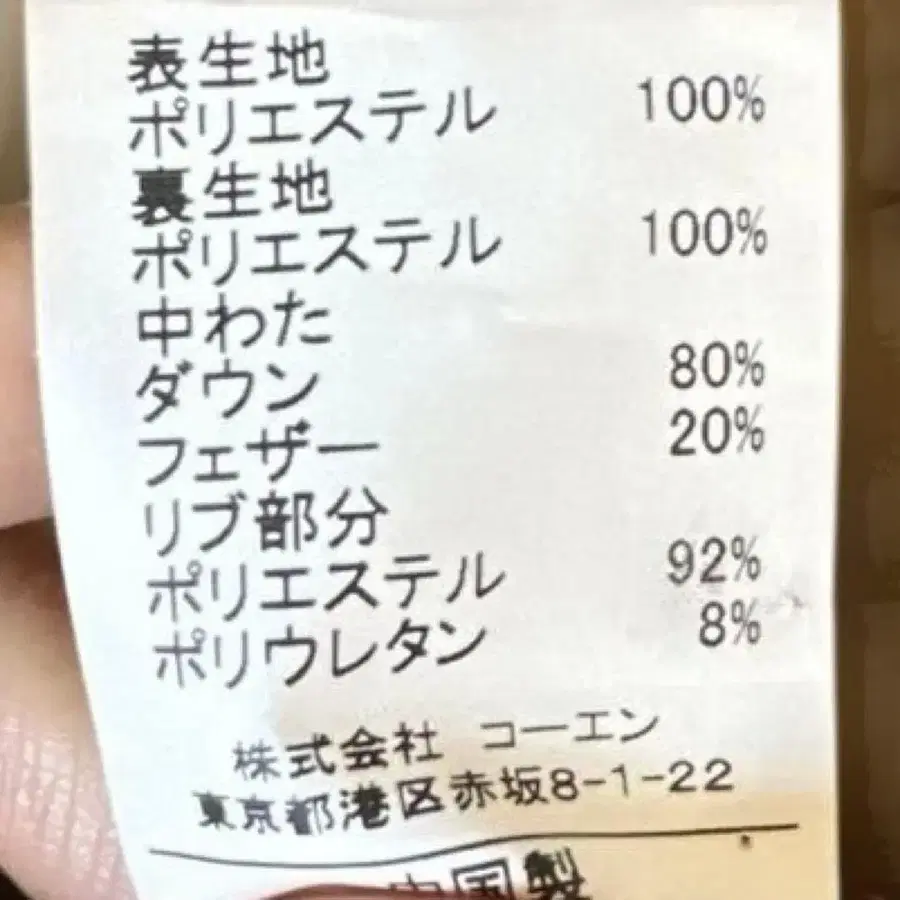 表生地
ポリエステル 100%
裏生地
ポリエステル 100%
中わた
ダウン 80%
フェザー 20%
リブ部分
ポリエステル 92%
ポリウレタン 8%
株式会社 コーエン
東京都港区赤坂8-1-22
中国製